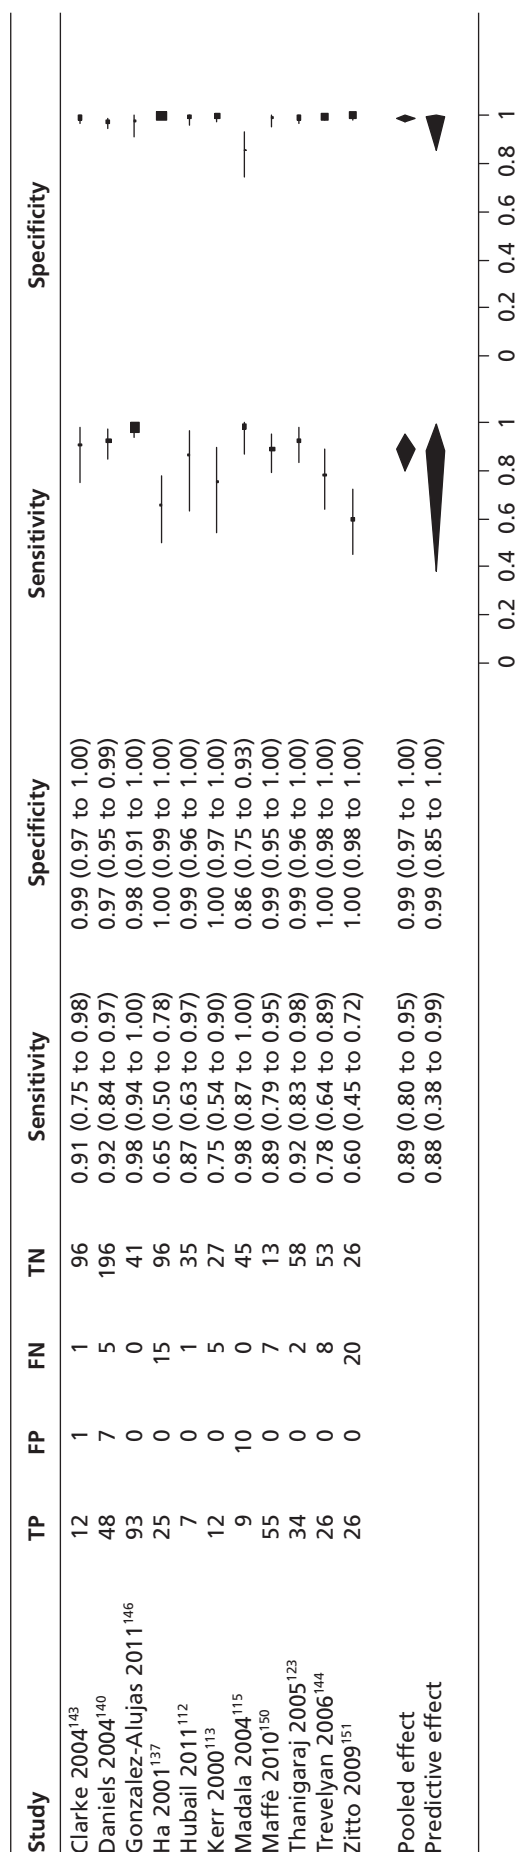 Study TP FP FN TN Sensitivity Specificity Sensitivity Specificity
Clarke 2004143 12 1 1 96 0.91 (0.75 to 0.98) 0.99 (0.97 to 1.00)
Daniels 2004140 48 7 5 196 0.92 (0.84 to 0.97) 0.97 (0.95 to 0.99)
Gonzalez-Alujas 2011146 93 0 0 41 0.98 (0.94 to 1.00) 0.98 (0.91 to 1.00)
Ha 2001137 25 0 15 96 0.65 (0.50 to 0.78) 1.00 (0.99 to 1.00)
Hubail 2011112 7 0 1 35 0.87 (0.63 to 0.97) 0.99 (0.96 to 1.00)
Kerr 2000113 12 0 5 27 0.75 (0.54 to 0.90) 1.00 (0.97 to 1.00)
Madala 2004115 9 10 0 45 0.98 (0.87 to 1.00) 0.86 (0.75 to 0.93)
Maffè 2010150 55 0 7 13 0.89 (0.79 to 0.95) 0.99 (0.95 to 1.00)
Thanigaraj 2005123 34 0 2 58 0.92 (0.83 to 0.98) 0.99 (0.96 to 1.00)
Trevelyan 2006144 26 0 8 53 0.78 (0.64 to 0.89) 1.00 (0.98 to 1.00)
Zitto 2009151 26 0 20 26 0.60 (0.45 to 0.72) 1.00 (0.98 to 1.00)
Pooled effect 0.89 (0.80 to 0.95) 0.99 (0.97 to 1.00)
Predictive effect 0.88 (0.38 to 0.99) 0.99 (0.85 to 1.00)
0 0.2 0.4 0.6 0.8 1 0 0.2 0.4 0.6 0.8 1